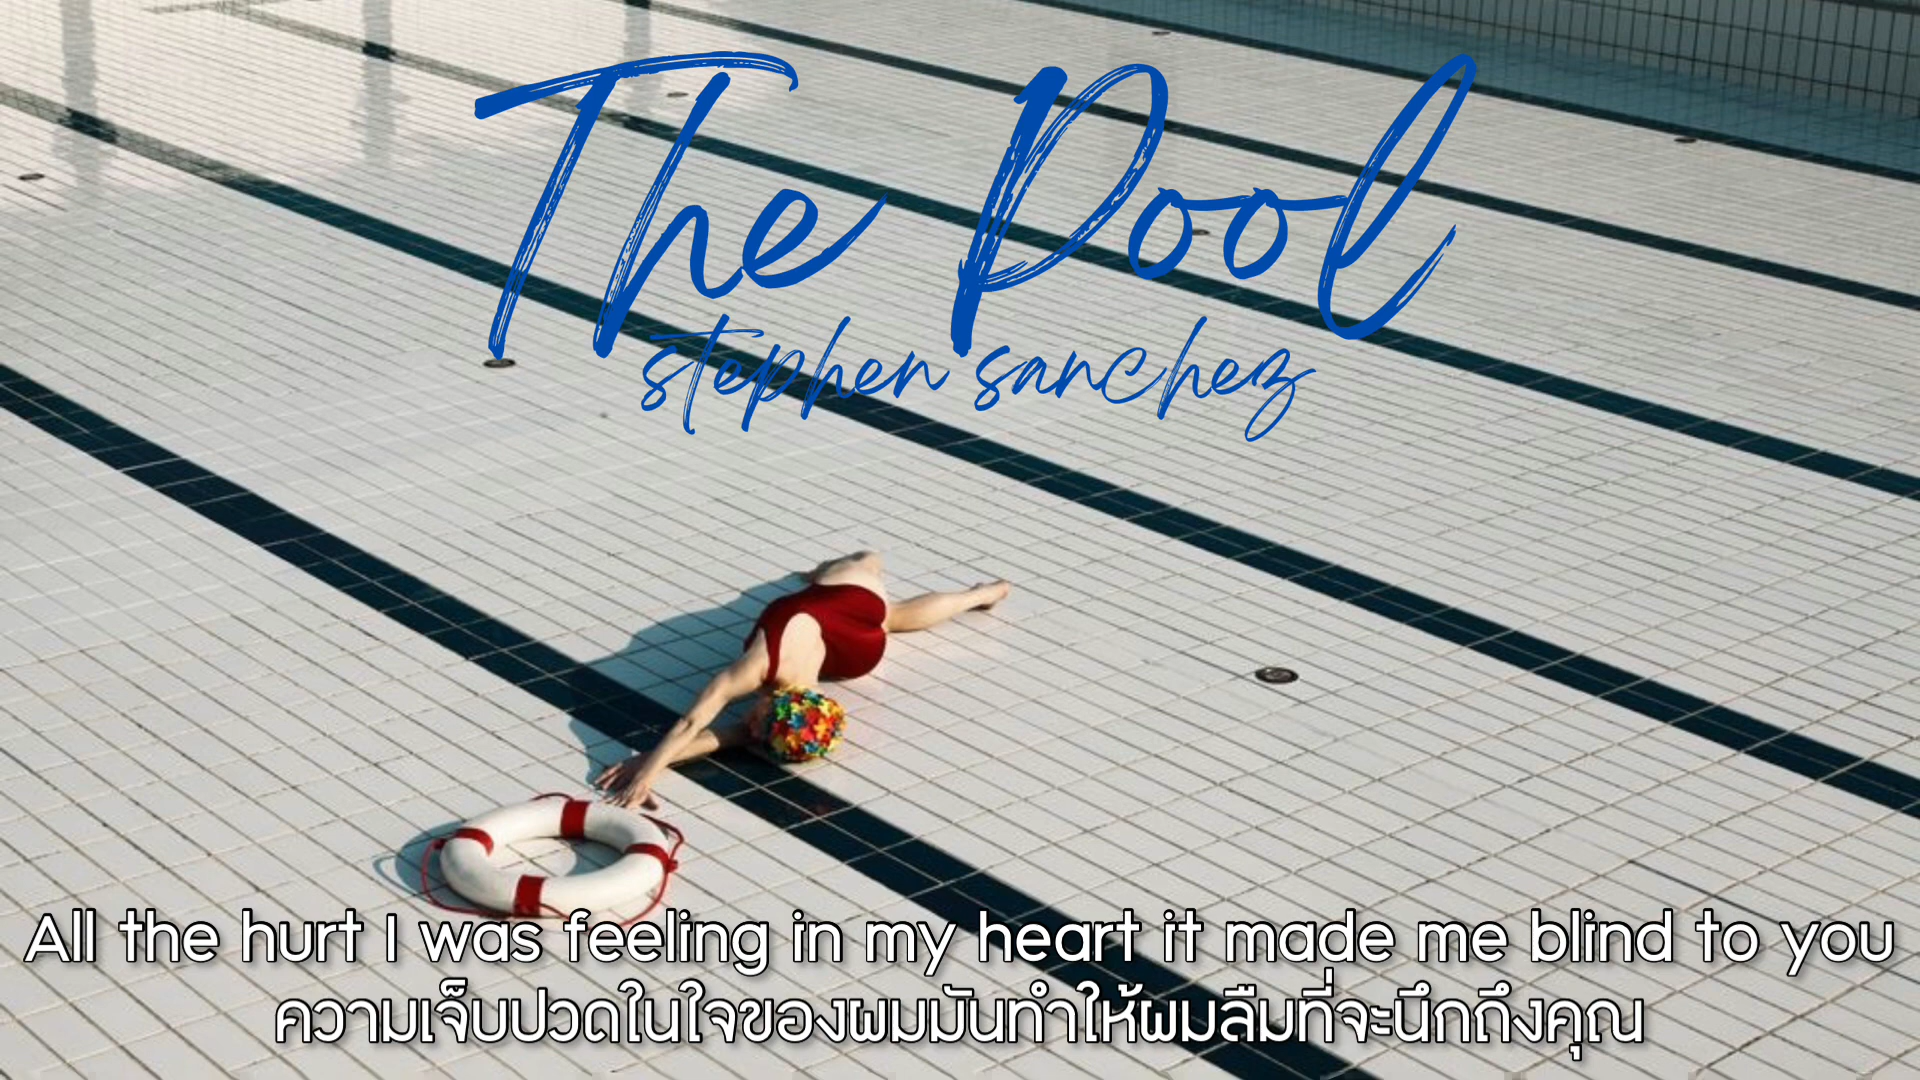 The Pool
stephen sanchez
All the hurt I was feeling in my heart it made me blind to you
ความเจ็บปวดในใจของผมมันทำให้ผมลืมที่จะนึกถึงคุณ